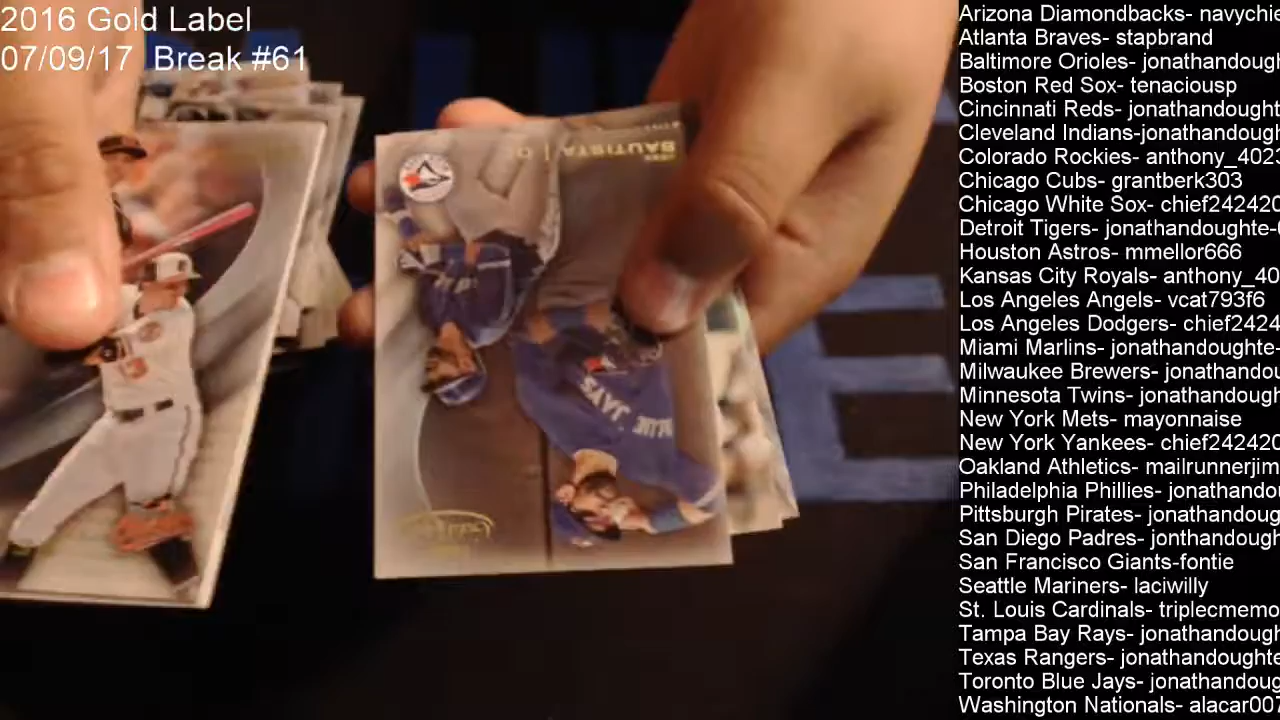 2016 Gold Label
07/09/17 Break #61
BAUTISTA
BLUE JAYS
Arizona Diamondbacks- navychie
Atlanta Braves- stapbrand
Baltimore Orioles- jonathandough
Boston Red Sox- tenaciousp
Cincinnati Reds- jonathandought
Cleveland Indians-jonathandough
Colorado Rockies- anthony_4023
Chicago Cubs- grantberk303
Chicago White Sox- chief242420
Detroit Tigers- jonathandoughte-
Houston Astros- mmellor666
Kansas City Royals- anthony_40
Los Angeles Angels- vcat793f6
Los Angeles Dodgers- chief2424
Miami Marlins- jonathandoughte-
Milwaukee Brewers- jonathandou
Minnesota Twins- jonathandought
New York Mets- mayonnaise
New York Yankees- chief242420
Oakland Athletics- mailrunnerjim
Philadelphia Phillies- jonathando
Pittsburgh Pirates- jonathandoug
San Diego Padres- jonthandough
San Francisco Giants-fontie
Seattle Mariners- laciwilly
St. Louis Cardinals- triplecmemo
Tampa Bay Rays- jonathandough
Texas Rangers- jonathandoughte
Toronto Blue Jays- jonathandoug
Washington Nationals- alacar007